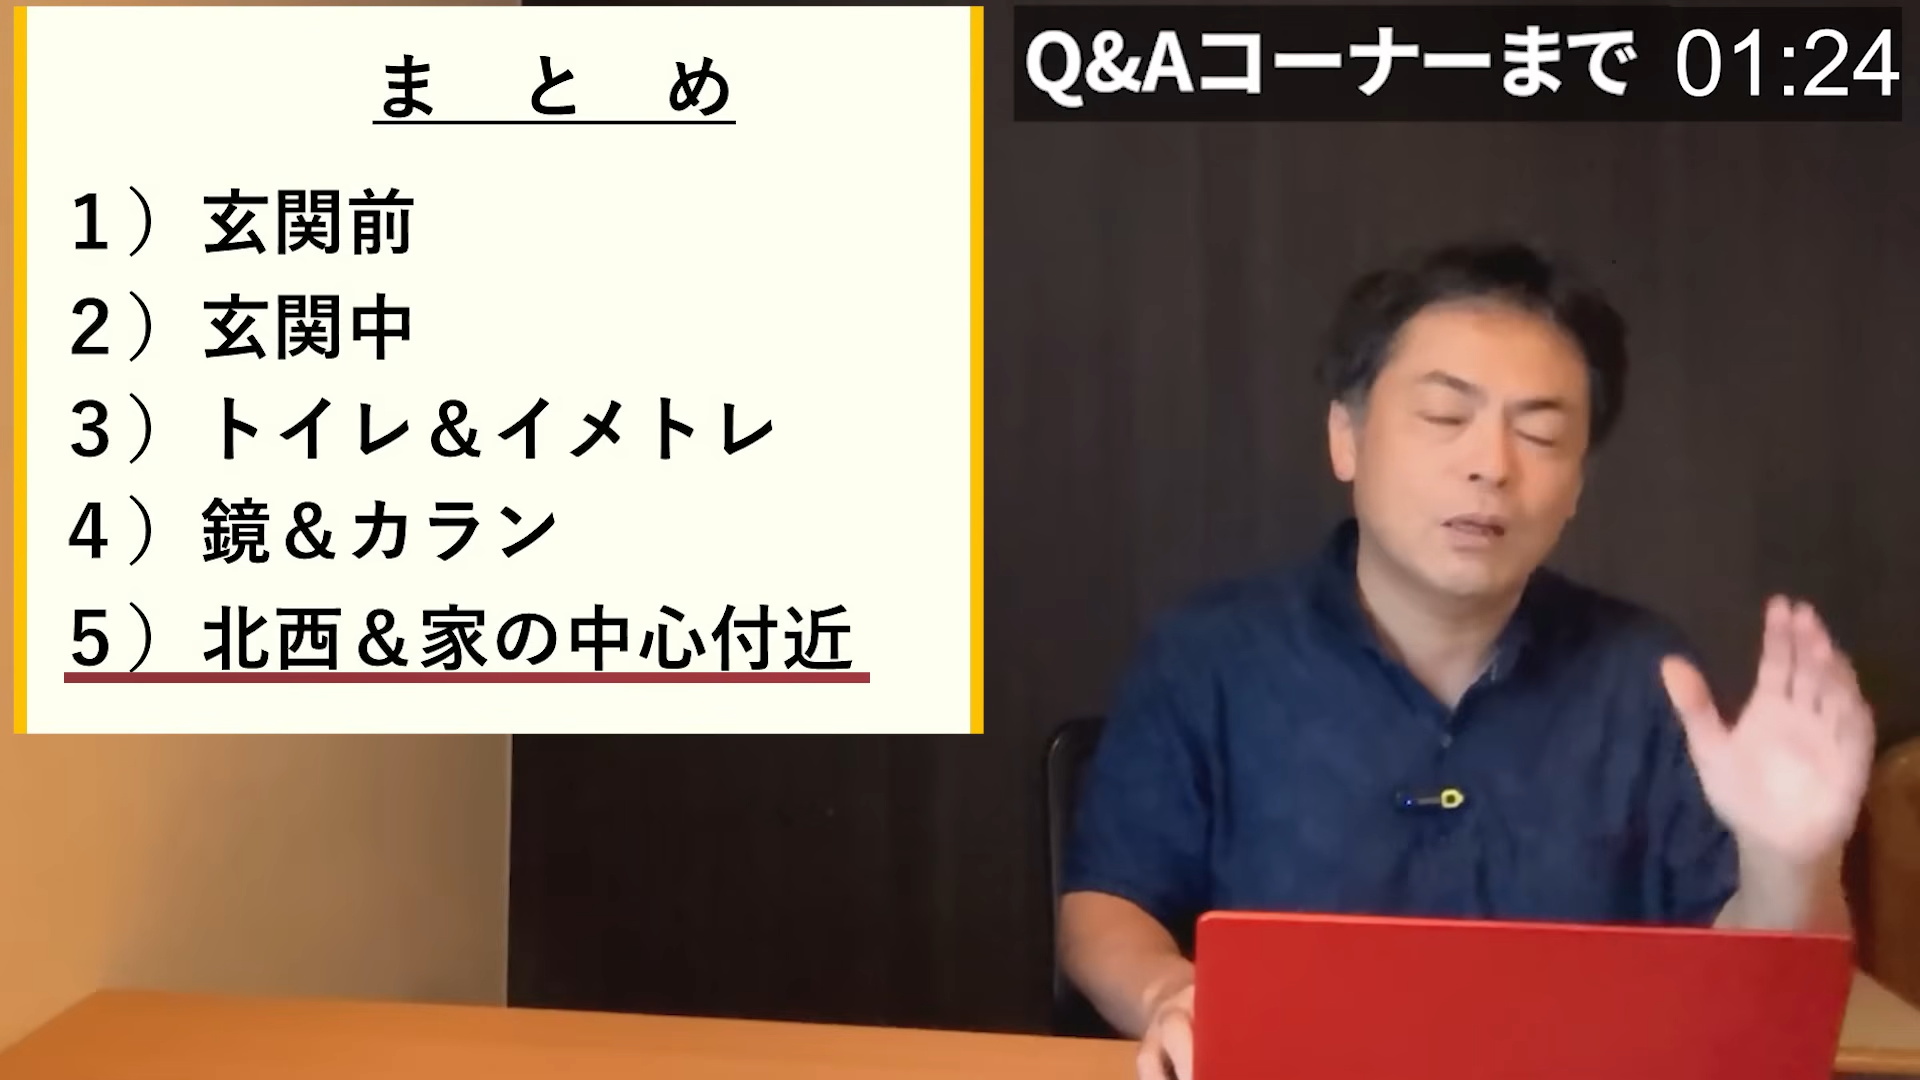 まとめ
1）玄関前
2）玄関中
3）トイレ＆イメトレ
4）鏡＆カラン
5）北西＆家の中心付近
Q&Aコーナーまで 01:24